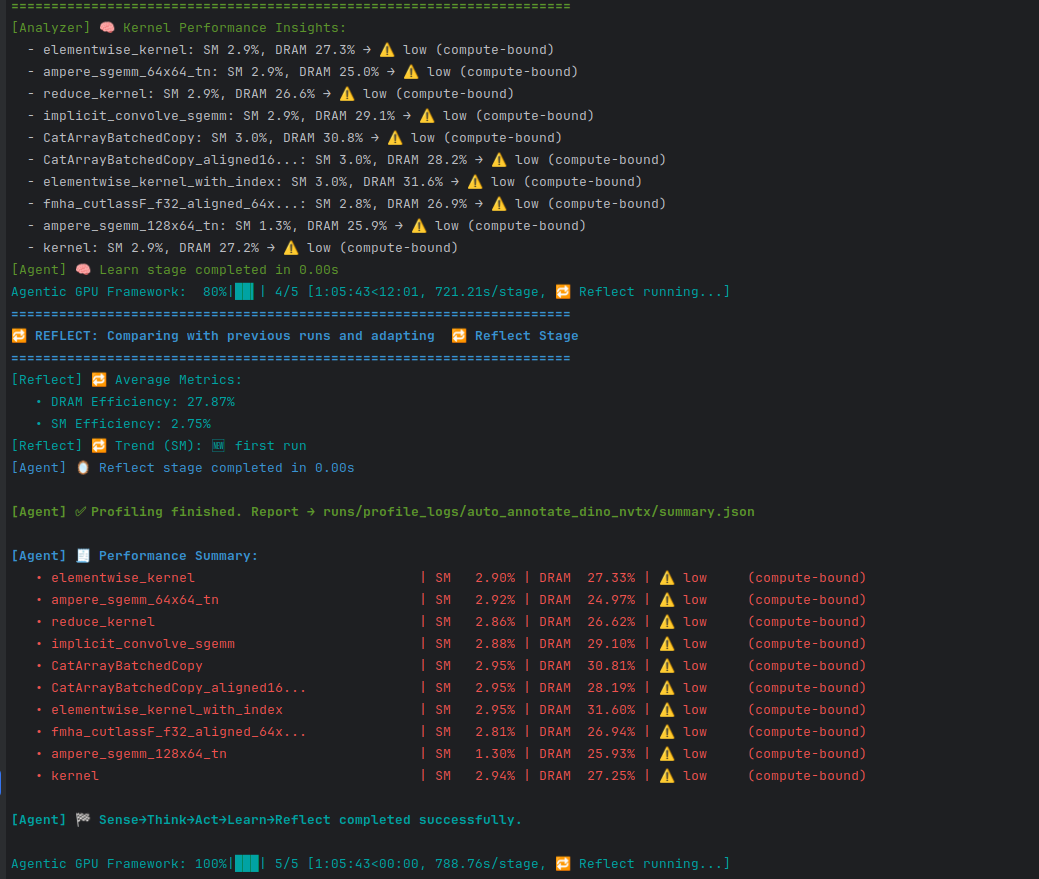 ======================================================================
[Analyzer] 🧠 Kernel Performance Insights:
- elementwise_kernel: SM 2.9%, DRAM 27.3% → ⚠️ low (compute-bound)
- ampere_sgemm_64x64_tn: SM 2.9%, DRAM 25.0% → ⚠️ low (compute-bound)
- reduce_kernel: SM 2.9%, DRAM 26.6% → ⚠️ low (compute-bound)
- implicit_convolve_sgemm: SM 2.9%, DRAM 29.1% → ⚠️ low (compute-bound)
- CatArrayBatchedCopy: SM 3.0%, DRAM 30.8% → ⚠️ low (compute-bound)
- CatArrayBatchedCopy_aligned16...: SM 3.0%, DRAM 28.2% → ⚠️ low (compute-bound)
- elementwise_kernel_with_index: SM 3.0%, DRAM 31.6% → ⚠️ low (compute-bound)
- fmha_cutlassF_f32_aligned_64x...: SM 2.8%, DRAM 26.9% → ⚠️ low (compute-bound)
- ampere_sgemm_128x64_tn: SM 1.3%, DRAM 25.9% → ⚠️ low (compute-bound)
- kernel: SM 2.9%, DRAM 27.2% → ⚠️ low (compute-bound)
[Agent] 🧠 Learn stage completed in 0.00s
Agentic GPU Framework:  80%|██▌| 4/5 [1:05:43<12:01, 721.21s/stage, 🔁 Reflect running...]
======================================================================
🔁 REFLECT: Comparing with previous runs and adapting  🔁 Reflect Stage
======================================================================
[Reflect] 🔁 Average Metrics:
• DRAM Efficiency: 27.87%
• SM Efficiency: 2.75%
[Reflect] 🔁 Trend (SM): 🆕 first run
[Agent] 🪞 Reflect stage completed in 0.00s
[Agent] ✅ Profiling finished. Report → runs/profile_logs/auto_annotate_dino_nvtx/summary.json
[Agent] 🧾 Performance Summary:
• elementwise_kernel | SM 2.90% | DRAM 27.33% | ⚠️ low (compute-bound)
• ampere_sgemm_64x64_tn | SM 2.92% | DRAM 24.97% | ⚠️ low (compute-bound)
• reduce_kernel | SM 2.86% | DRAM 26.62% | ⚠️ low (compute-bound)
• implicit_convolve_sgemm | SM 2.88% | DRAM 29.10% | ⚠️ low (compute-bound)
• CatArrayBatchedCopy | SM 2.95% | DRAM 30.81% | ⚠️ low (compute-bound)
• CatArrayBatchedCopy_aligned16... | SM 2.95% | DRAM 28.19% | ⚠️ low (compute-bound)
• elementwise_kernel_with_index | SM 2.95% | DRAM 31.60% | ⚠️ low (compute-bound)
• fmha_cutlassF_f32_aligned_64x... | SM 2.81% | DRAM 26.94% | ⚠️ low (compute-bound)
• ampere_sgemm_128x64_tn | SM 1.30% | DRAM 25.93% | ⚠️ low (compute-bound)
• kernel | SM 2.94% | DRAM 27.25% | ⚠️ low (compute-bound)
[Agent] 🏁 Sense→Think→Act→Learn→Reflect completed successfully.
Agentic GPU Framework: 100%|███| 5/5 [1:05:43<00:00, 788.76s/stage, 🔁 Reflect running...]